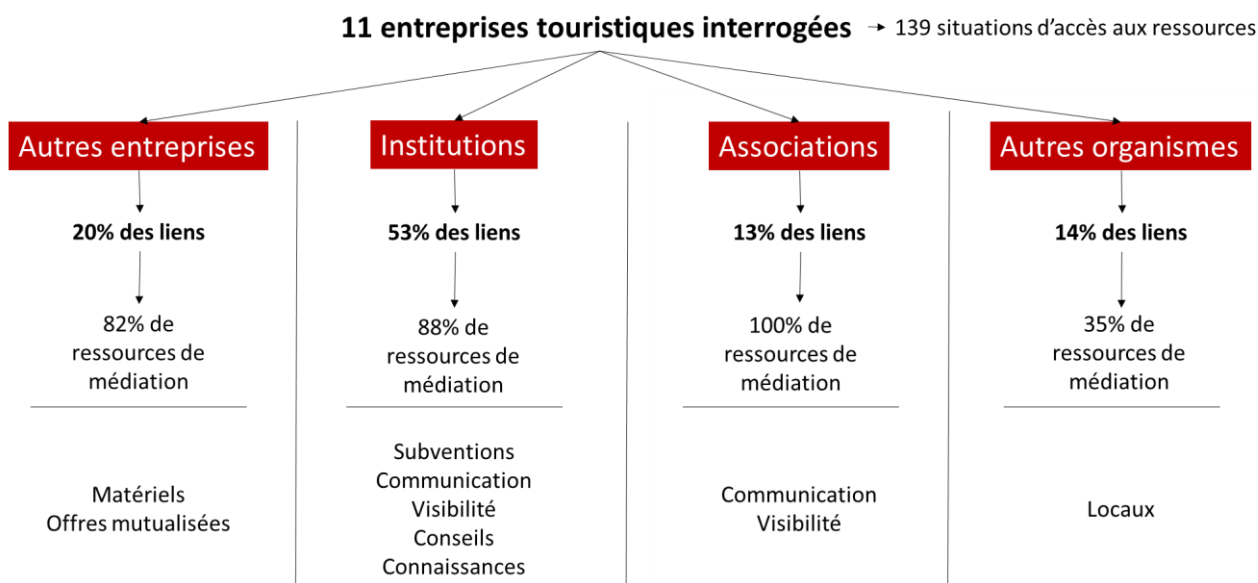 11 entreprises touristiques interrogées → 139 situations d'accès aux ressources
Autres entreprises
20% des liens
82% de
ressources de
médiation
Matériels
Offres mutualisées
Institutions
53% des liens
88% de
ressources de
médiation
Subventions
Communication
Visibilité
Conseils
Connaissances
Associations
13% des liens
100% de
ressources de
médiation
Communication
Visibilité
Autres organismes
14% des liens
35% de
ressources de
médiation
Locaux